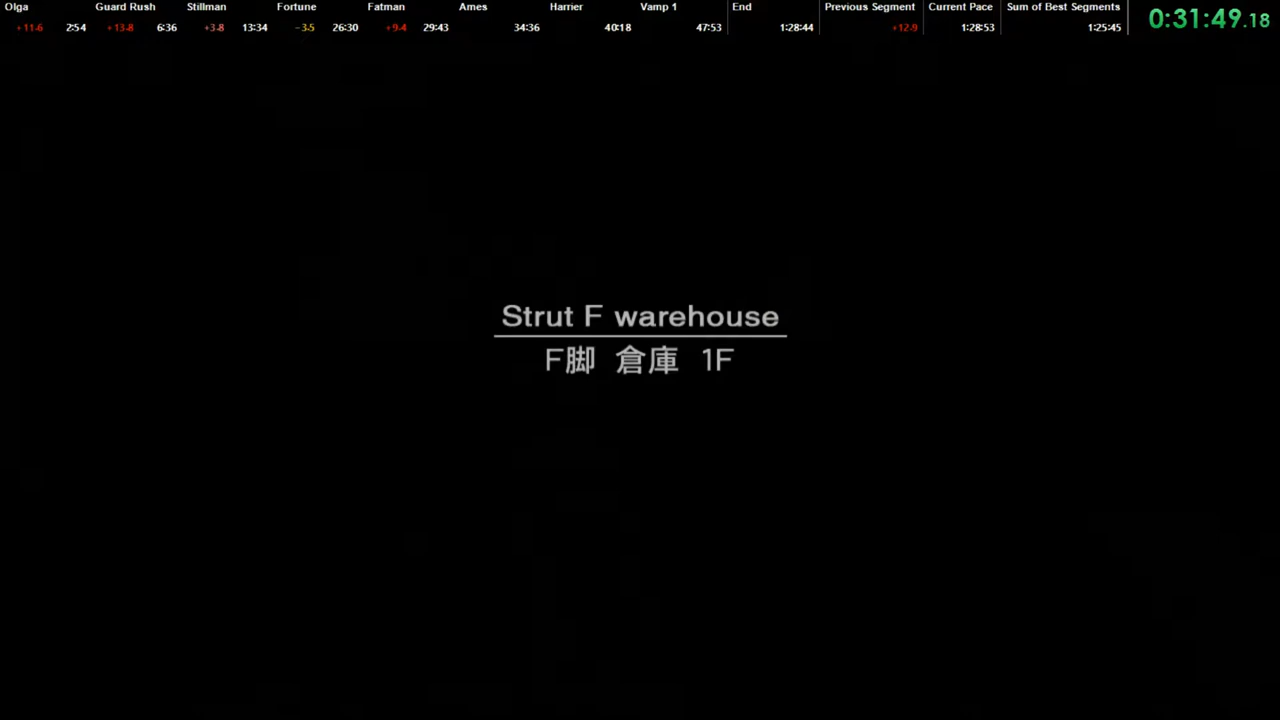 Olga Guard Rush Stillman Fortune Fatman Ames Harrier Vamp 1 End Previous Segment Current Pace Sum of Best Segments 0:31:49.18
+11.6 2:54 +13.8 6:36 +3.8 13:34 -3.5 26:30 +9.4 29:43 34:36 40:18 47:53 1:28:44 +12.9 1:28:53 1:25:45
Strut F warehouse
F脚 倉庫 1F